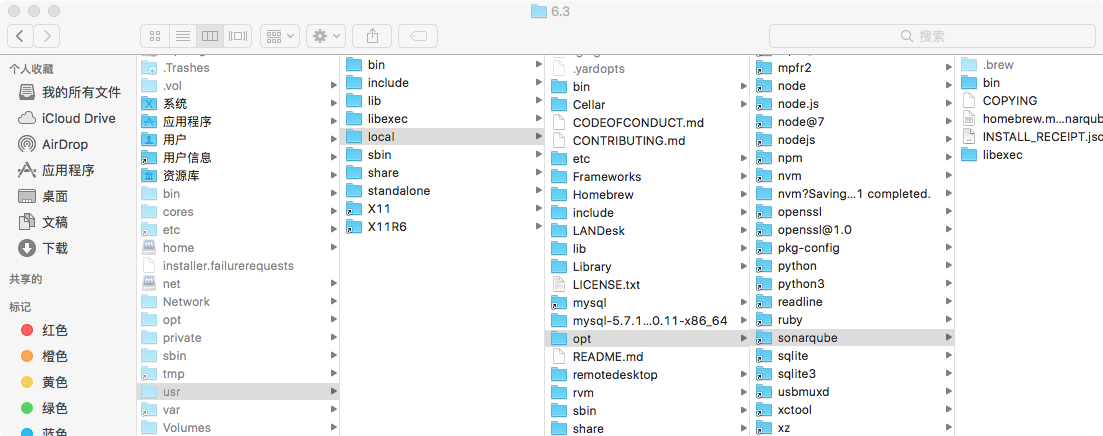 6.3
搜索
个人收藏
我的所有文件
iCloud Drive
AirDrop
应用程序
桌面
文稿
下载
共享的
标记
红色
橙色
黄色
绿色
蓝色
.Trashes
.vol
系统
应用程序
用户
用户信息
资源库
bin
cores
etc
home
installer.failurerequests
net
Network
opt
private
sbin
tmp
usr
var
Volumes
bin
include
lib
libexec
local
sbin
share
standalone
X11
X11R6
.yardopts
bin
Cellar
CODEOFCONDUCT.md
CONTRIBUTING.md
etc
Frameworks
Homebrew
include
LANDesk
lib
Library
LICENSE.txt
mysql
mysql-5.7.1...0.11-x86_64
opt
README.md
remotedesktop
rvm
sbin
share
mpfr2
node
node.js
node@7
nodejs
npm
nvm
nvm?Saving...1 completed.
openssl
openssl@1.0
pkg-config
python
python3
readline
ruby
sonarqube
sqlite
sqlite3
usbmuxd
xctool
xz
.brew
bin
COPYING
homebrew.m...narqub
INSTALL_RECEIPT.jso
libexec